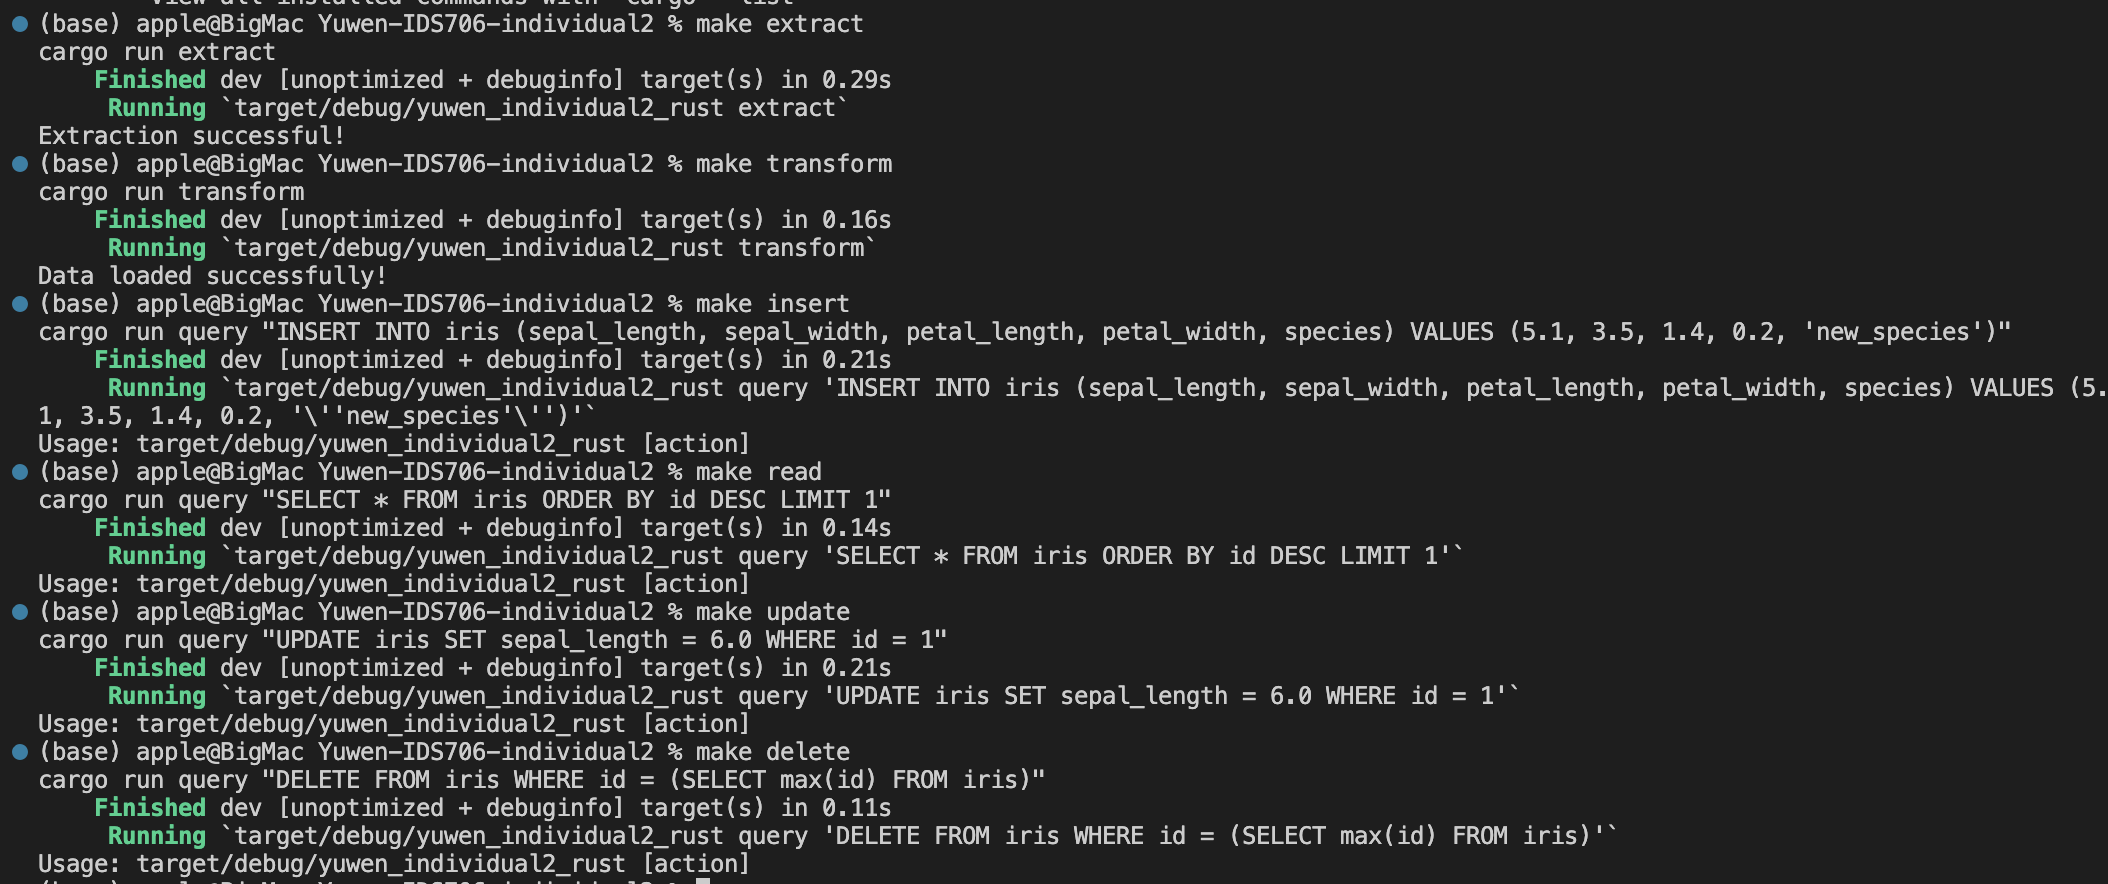 View all installed commands with `cargo --list`
(base) apple@BigMac Yuwen-IDS706-individual2 % make extract
cargo run extract
    Finished dev [unoptimized + debuginfo] target(s) in 0.29s
     Running `target/debug/yuwen_individual2_rust extract`
Extraction successful!
(base) apple@BigMac Yuwen-IDS706-individual2 % make transform
cargo run transform
    Finished dev [unoptimized + debuginfo] target(s) in 0.16s
     Running `target/debug/yuwen_individual2_rust transform`
Data loaded successfully!
(base) apple@BigMac Yuwen-IDS706-individual2 % make insert
cargo run query "INSERT INTO iris (sepal_length, sepal_width, petal_length, petal_width, species) VALUES (5.1, 3.5, 1.4, 0.2, 'new_species')"
    Finished dev [unoptimized + debuginfo] target(s) in 0.21s
     Running `target/debug/yuwen_individual2_rust query 'INSERT INTO iris (sepal_length, sepal_width, petal_length, petal_width, species) VALUES (5.
1, 3.5, 1.4, 0.2, '\''new_species'\'')'`
Usage: target/debug/yuwen_individual2_rust [action]
(base) apple@BigMac Yuwen-IDS706-individual2 % make read
cargo run query "SELECT * FROM iris ORDER BY id DESC LIMIT 1"
    Finished dev [unoptimized + debuginfo] target(s) in 0.14s
     Running `target/debug/yuwen_individual2_rust query 'SELECT * FROM iris ORDER BY id DESC LIMIT 1'`
Usage: target/debug/yuwen_individual2_rust [action]
(base) apple@BigMac Yuwen-IDS706-individual2 % make update
cargo run query "UPDATE iris SET sepal_length = 6.0 WHERE id = 1"
    Finished dev [unoptimized + debuginfo] target(s) in 0.21s
     Running `target/debug/yuwen_individual2_rust query 'UPDATE iris SET sepal_length = 6.0 WHERE id = 1'`
Usage: target/debug/yuwen_individual2_rust [action]
(base) apple@BigMac Yuwen-IDS706-individual2 % make delete
cargo run query "DELETE FROM iris WHERE id = (SELECT max(id) FROM iris)"
    Finished dev [unoptimized + debuginfo] target(s) in 0.11s
     Running `target/debug/yuwen_individual2_rust query 'DELETE FROM iris WHERE id = (SELECT max(id) FROM iris)'`
Usage: target/debug/yuwen_individual2_rust [action]
(base) apple@BigMac Yuwen-IDS706-individual2 %